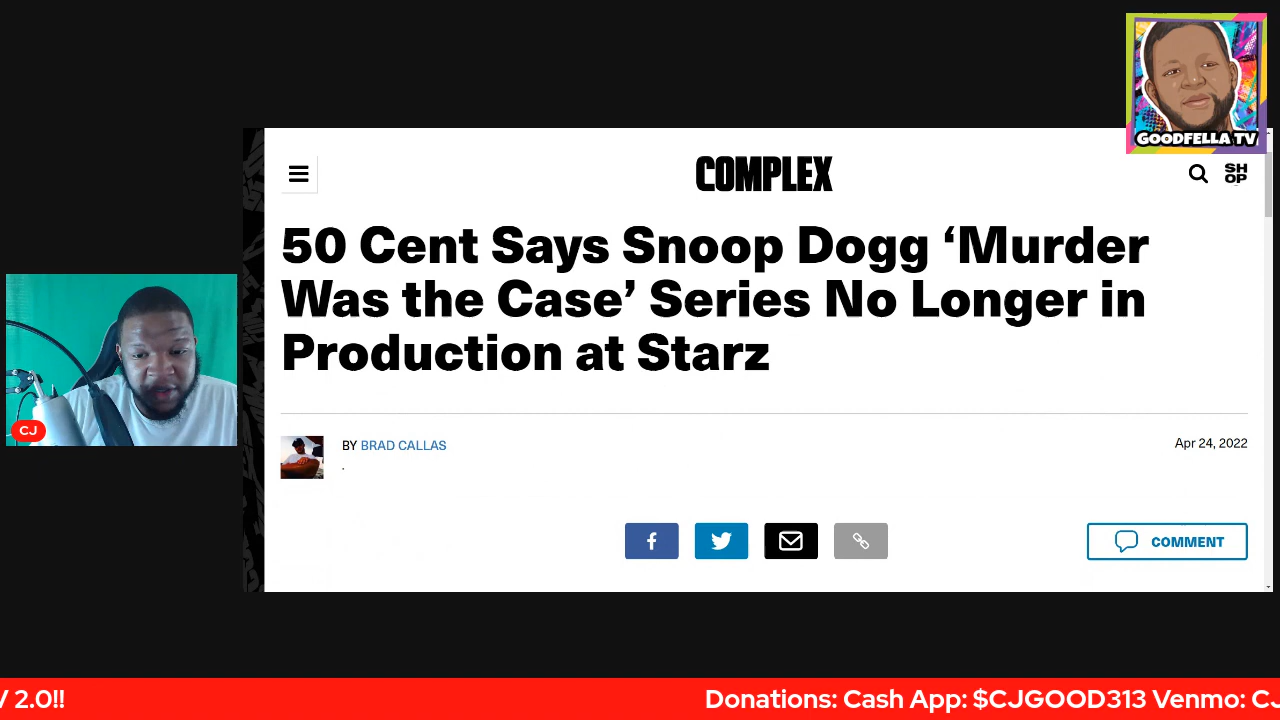 GOODFELLA TV
COMPLEX
SH
OP
50 Cent Says Snoop Dogg ‘Murder
Was the Case’ Series No Longer in
Production at Starz
BY BRAD CALLAS
Apr 24, 2022
.
COMMENT
CJ
V 2.0!!
Donations: Cash App: $CJGOOD313 Venmo: CJ